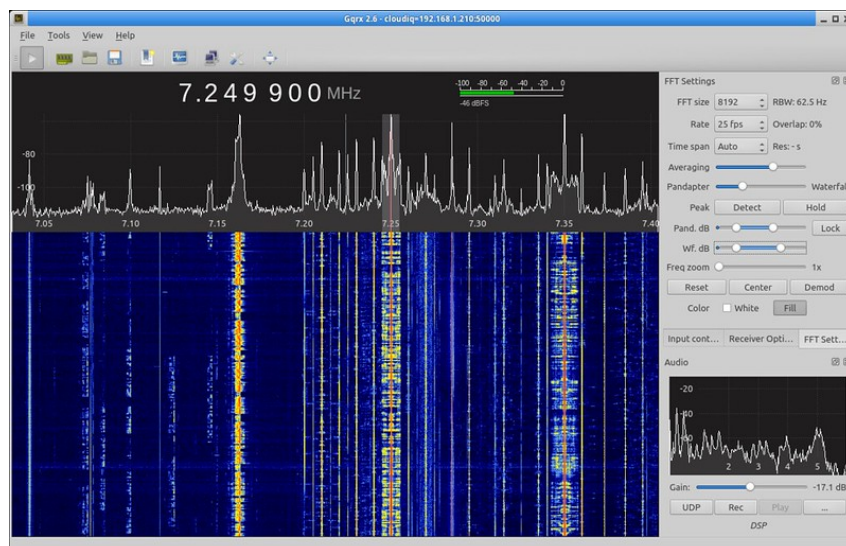 Gqrx 2.6 - cloudiq=192.168.1.210:50000
File Tools View Help
7.249 900 MHz
-100 -80 -60 -40 -20 0
-46 dBFS
-80
-100
7.05 7.10 7.15 7.20 7.25 7.30 7.35 7.40
FFT Settings
FFT size 8192 RBW: 62.5 Hz
Rate 25 fps Overlap: 0%
Time span Auto Res: - s
Averaging
Pandapter Waterfal
Peak Detect Hold
Pand. dB Lock
Wf. dB
Freq zoom 1x
Reset Center Demod
Color White Fill
Input cont... Receiver Opti... FFT Sett...
Audio
-20
-40
-60
2 3 4 5
Gain: -17.1 dB
UDP Rec Play ...
DSP